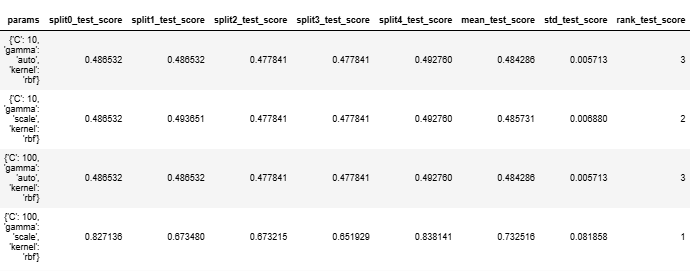 params split0_test_score split1_test_score split2_test_score split3_test_score split4_test_score mean_test_score std_test_score rank_test_score
{'C': 10,
'gamma':
'auto', 0.486532 0.486532 0.477841 0.477841 0.492760 0.484286 0.005713 3
'kernel':
'rbf'}
{'C': 10,
'gamma':
'scale', 0.486532 0.493651 0.477841 0.477841 0.492760 0.485731 0.006880 2
'kernel':
'rbf'}
{'C': 100,
'gamma':
'auto', 0.486532 0.486532 0.477841 0.477841 0.492760 0.484286 0.005713 3
'kernel':
'rbf'}
{'C': 100,
'gamma':
'scale', 0.827136 0.673480 0.673215 0.651929 0.838141 0.732516 0.081858 1
'kernel':
'rbf'}